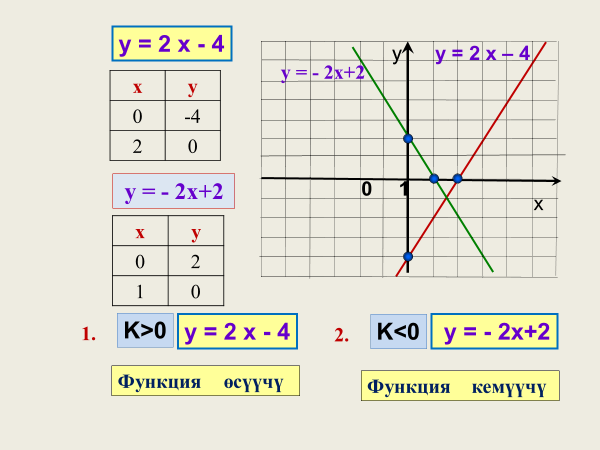 y = 2 x - 4
x y
0 -4
2 0
y = - 2x+2
x y
0 2
1 0
y
y = 2 x – 4
y = - 2x+2
0 1
x
1. K>0 y = 2 x - 4
Функция өсүүчү
2. K<0 y = - 2x+2
Функция кемүүчү